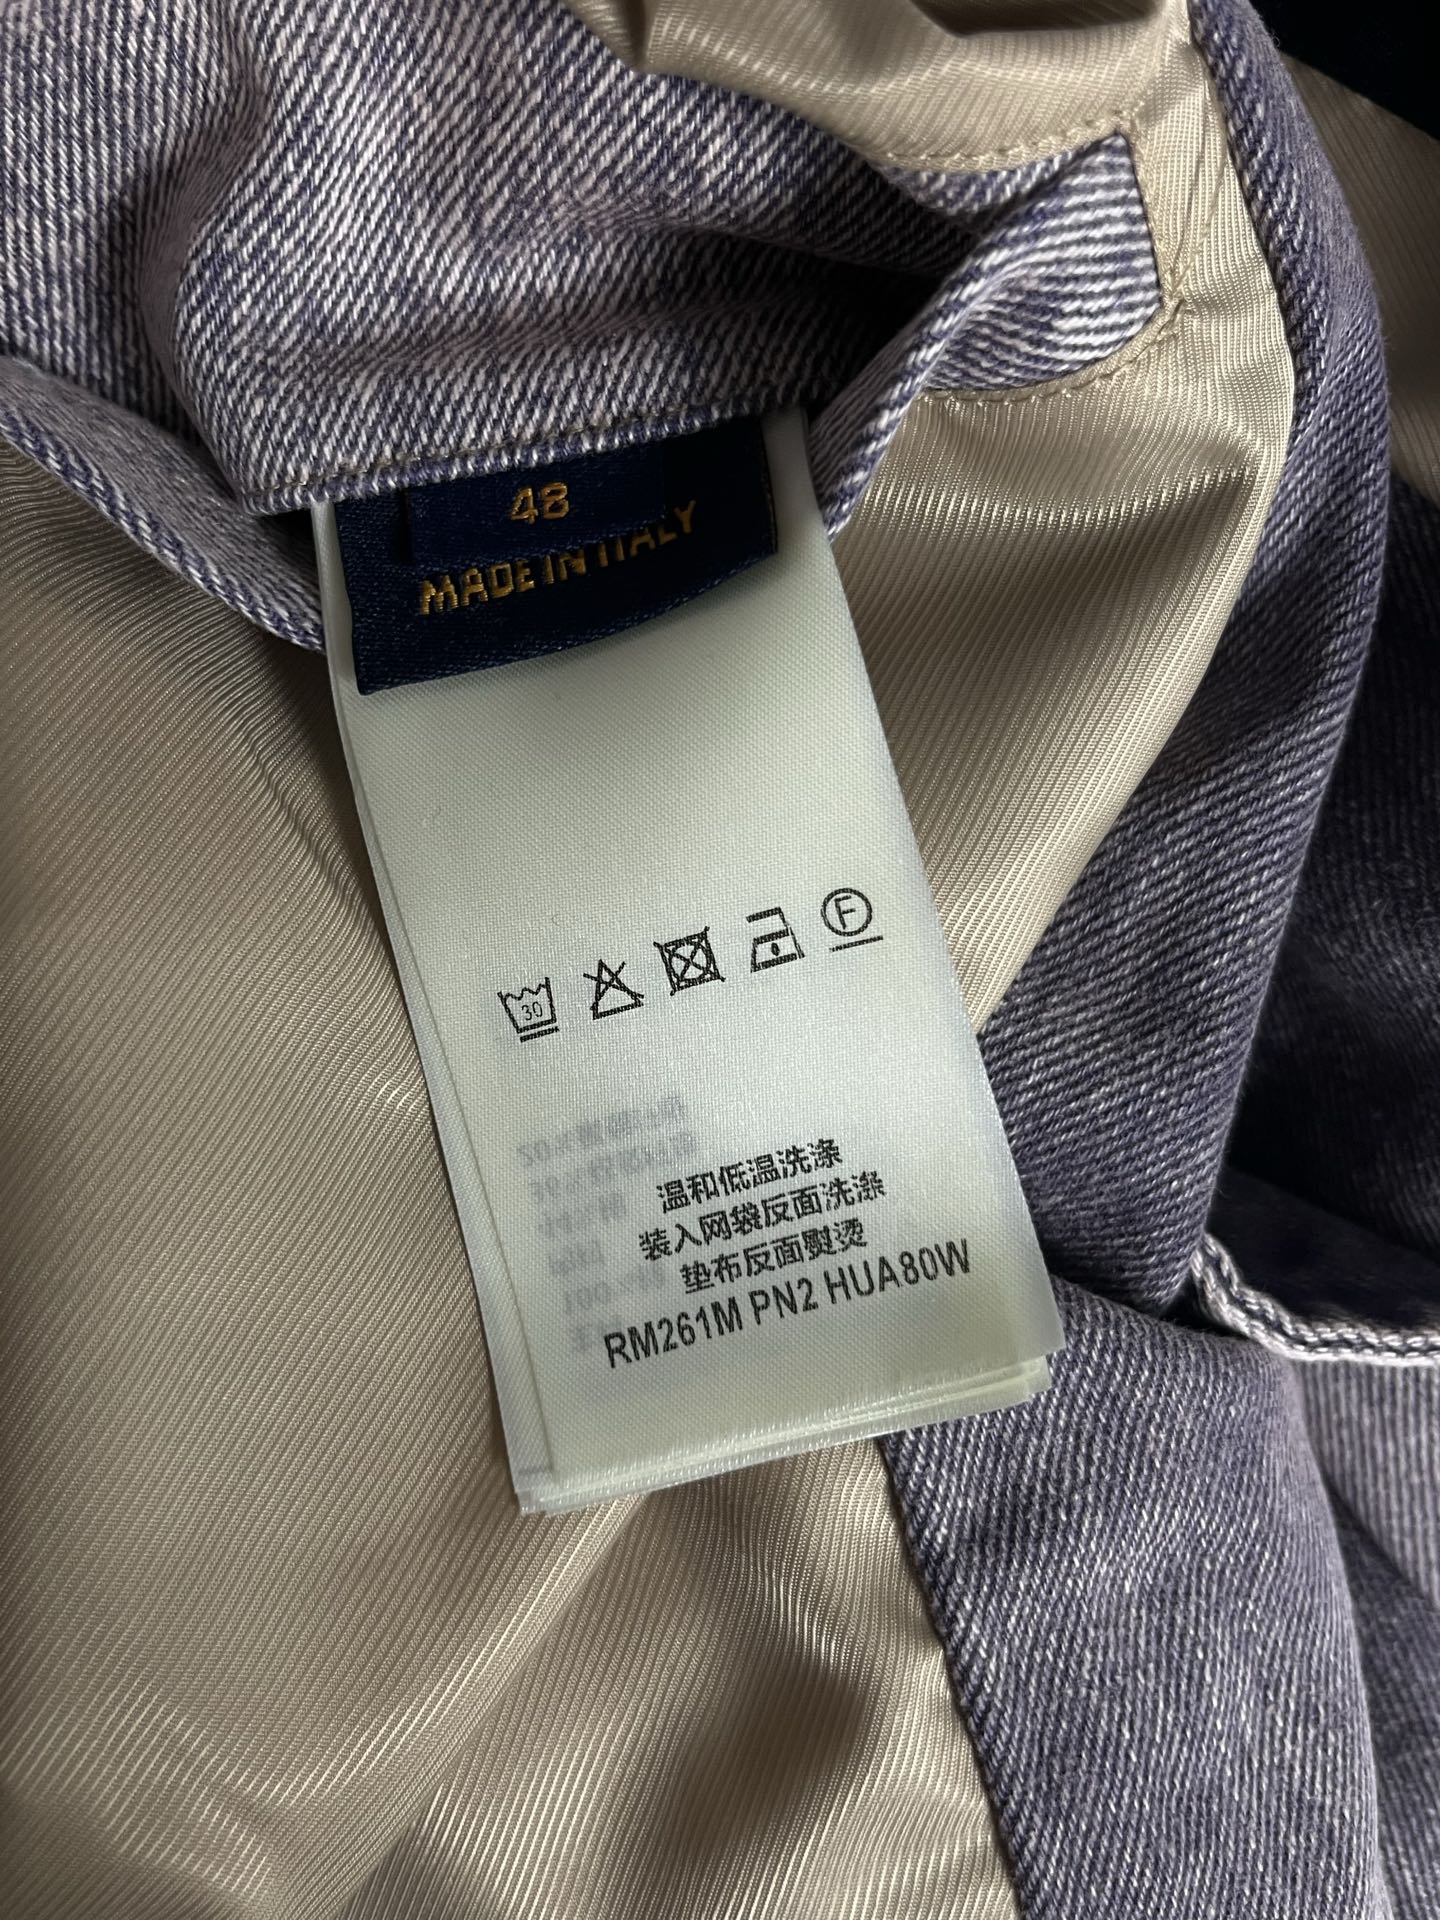 48
MADE IN ITALY
30
F
温和低温洗涤
装入网袋反面洗涤
垫布反面熨烫
RM261M PN2 HUA80W